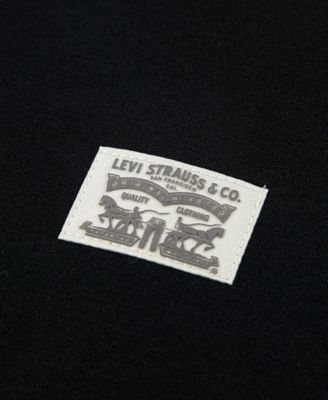 LEVI STRAUSS & CO.
SAN FRANCISCO
CAL.
QUALITY CLOTHING
®